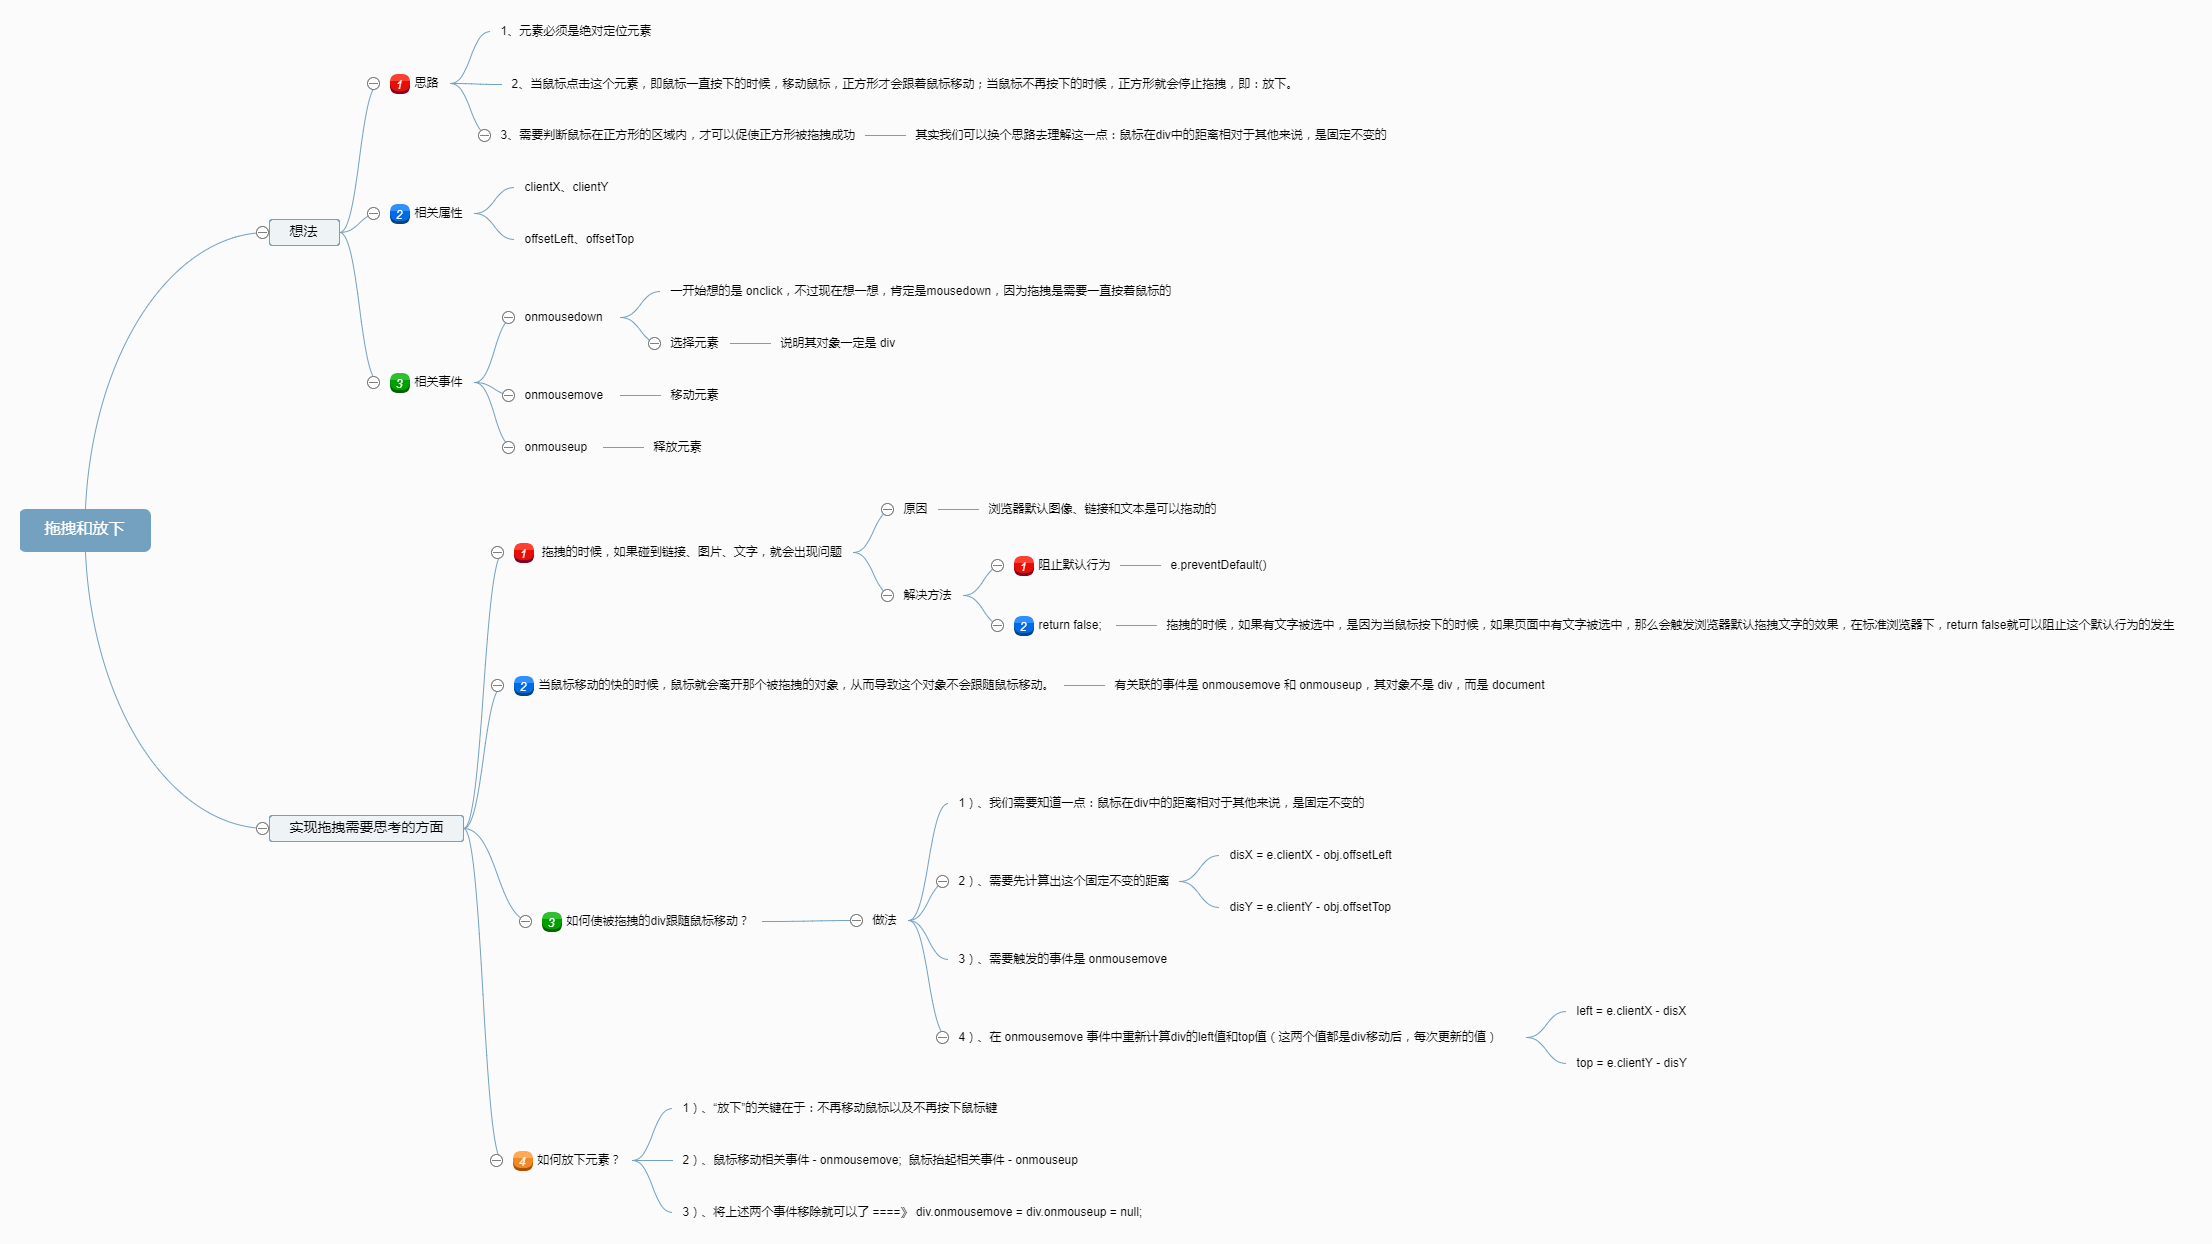 拖拽和放下
想法
1 思路
1、元素必须是绝对定位元素
2、当鼠标点击这个元素，即鼠标一直按下的时候，移动鼠标，正方形才会跟着鼠标移动；当鼠标不再按下的时候，正方形就会停止拖拽，即：放下。
3、需要判断鼠标在正方形的区域内，才可以促使正方形被拖拽成功
其实我们可以换个思路去理解这一点：鼠标在div中的距离相对于其他来说，是固定不变的
2 相关属性
clientX、clientY
offsetLeft、offsetTop
3 相关事件
onmousedown
一开始想的是 onclick，不过现在想一想，肯定是mousedown，因为拖拽是需要一直按着鼠标的
选择元素
说明其对象一定是 div
onmousemove
移动元素
onmouseup
释放元素
实现拖拽需要思考的方面
1 拖拽的时候，如果碰到链接、图片、文字，就会出现问题
原因
浏览器默认图像、链接和文本是可以拖动的
解决方法
1 阻止默认行为
e.preventDefault()
2 return false;
拖拽的时候，如果有文字被选中，是因为当鼠标按下的时候，如果页面中有文字被选中，那么会触发浏览器默认拖拽文字的效果，在标准浏览器下，return false就可以阻止这个默认行为的发生
2 当鼠标移动的快的时候，鼠标就会离开那个被拖拽的对象，从而导致这个对象不会跟随鼠标移动。
有关联的事件是 onmousemove 和 onmouseup，其对象不是 div，而是 document
3 如何使被拖拽的div跟随鼠标移动？
做法
1）、我们需要知道一点：鼠标在div中的距离相对于其他来说，是固定不变的
2）、需要先计算出这个固定不变的距离
disX = e.clientX - obj.offsetLeft
disY = e.clientY - obj.offsetTop
3）、需要触发的事件是 onmousemove
4）、在 onmousemove 事件中重新计算div的left值和top值（这两个值都是div移动后，每次更新的值）
left = e.clientX - disX
top = e.clientY - disY
4 如何放下元素？
1）、“放下”的关键在于：不再移动鼠标以及不再按下鼠标键
2）、鼠标移动相关事件 - onmousemove; 鼠标抬起相关事件 - onmouseup
3）、将上述两个事件移除就可以了 ====》 div.onmousemove = div.onmouseup = null;